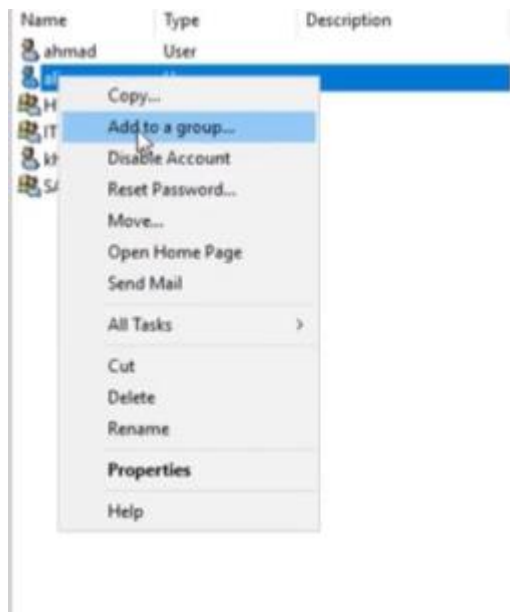 Name Type Description
ahmad User
Copy...
Add to a group...
Disable Account
Reset Password...
Move...
Open Home Page
Send Mail
All Tasks >
Cut
Delete
Rename
Properties
Help